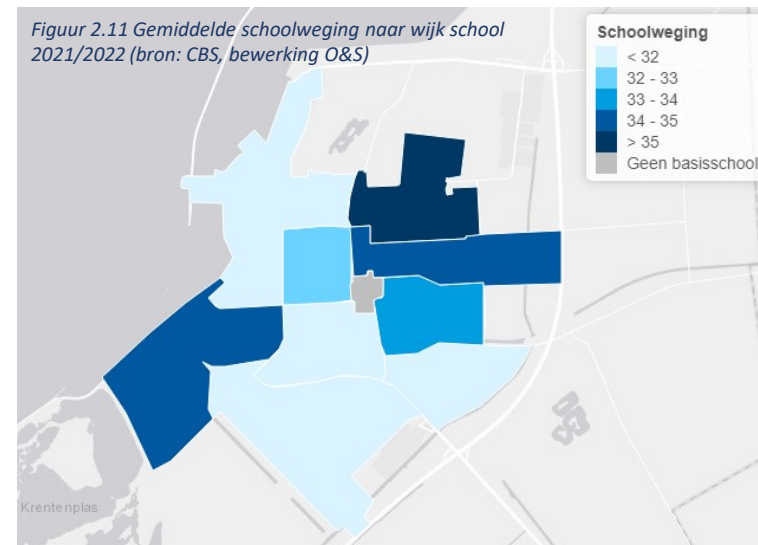 Figuur 2.11 Gemiddelde schoolweging naar wijk school
2021/2022 (bron: CBS, bewerking O&S)
Schoolweging
< 32
32 - 33
33 - 34
34 - 35
> 35
Geen basisschool
Krentenplas